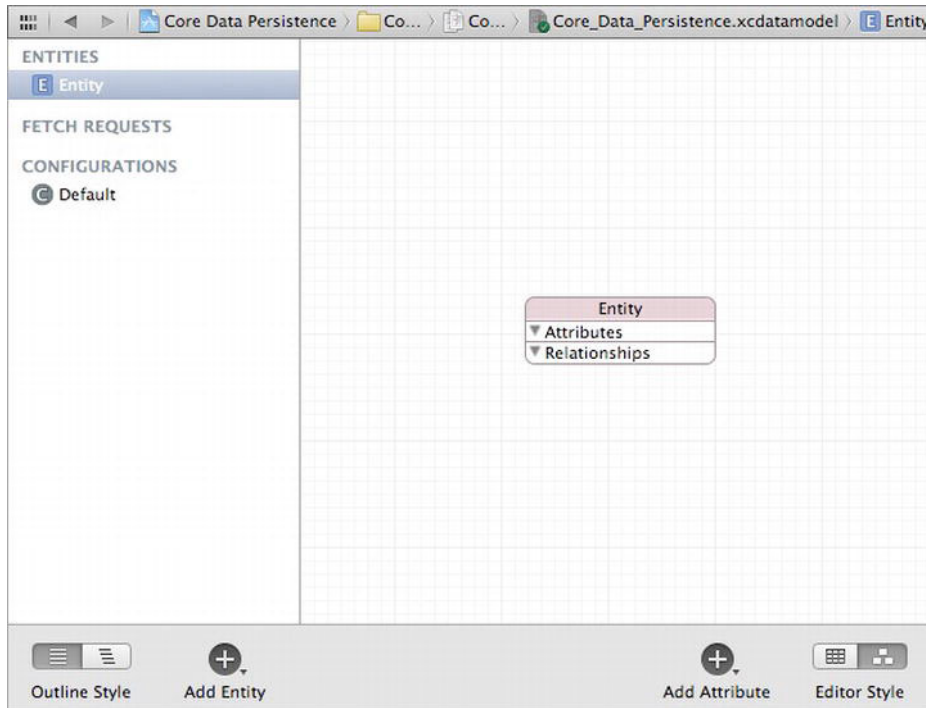 Core Data Persistence Co... Co... Core_Data_Persistence.xcdatamodel E Entity
ENTITIES
E Entity
FETCH REQUESTS
CONFIGURATIONS
C Default
Entity
Attributes
Relationships
Outline Style Add Entity Add Attribute Editor Style